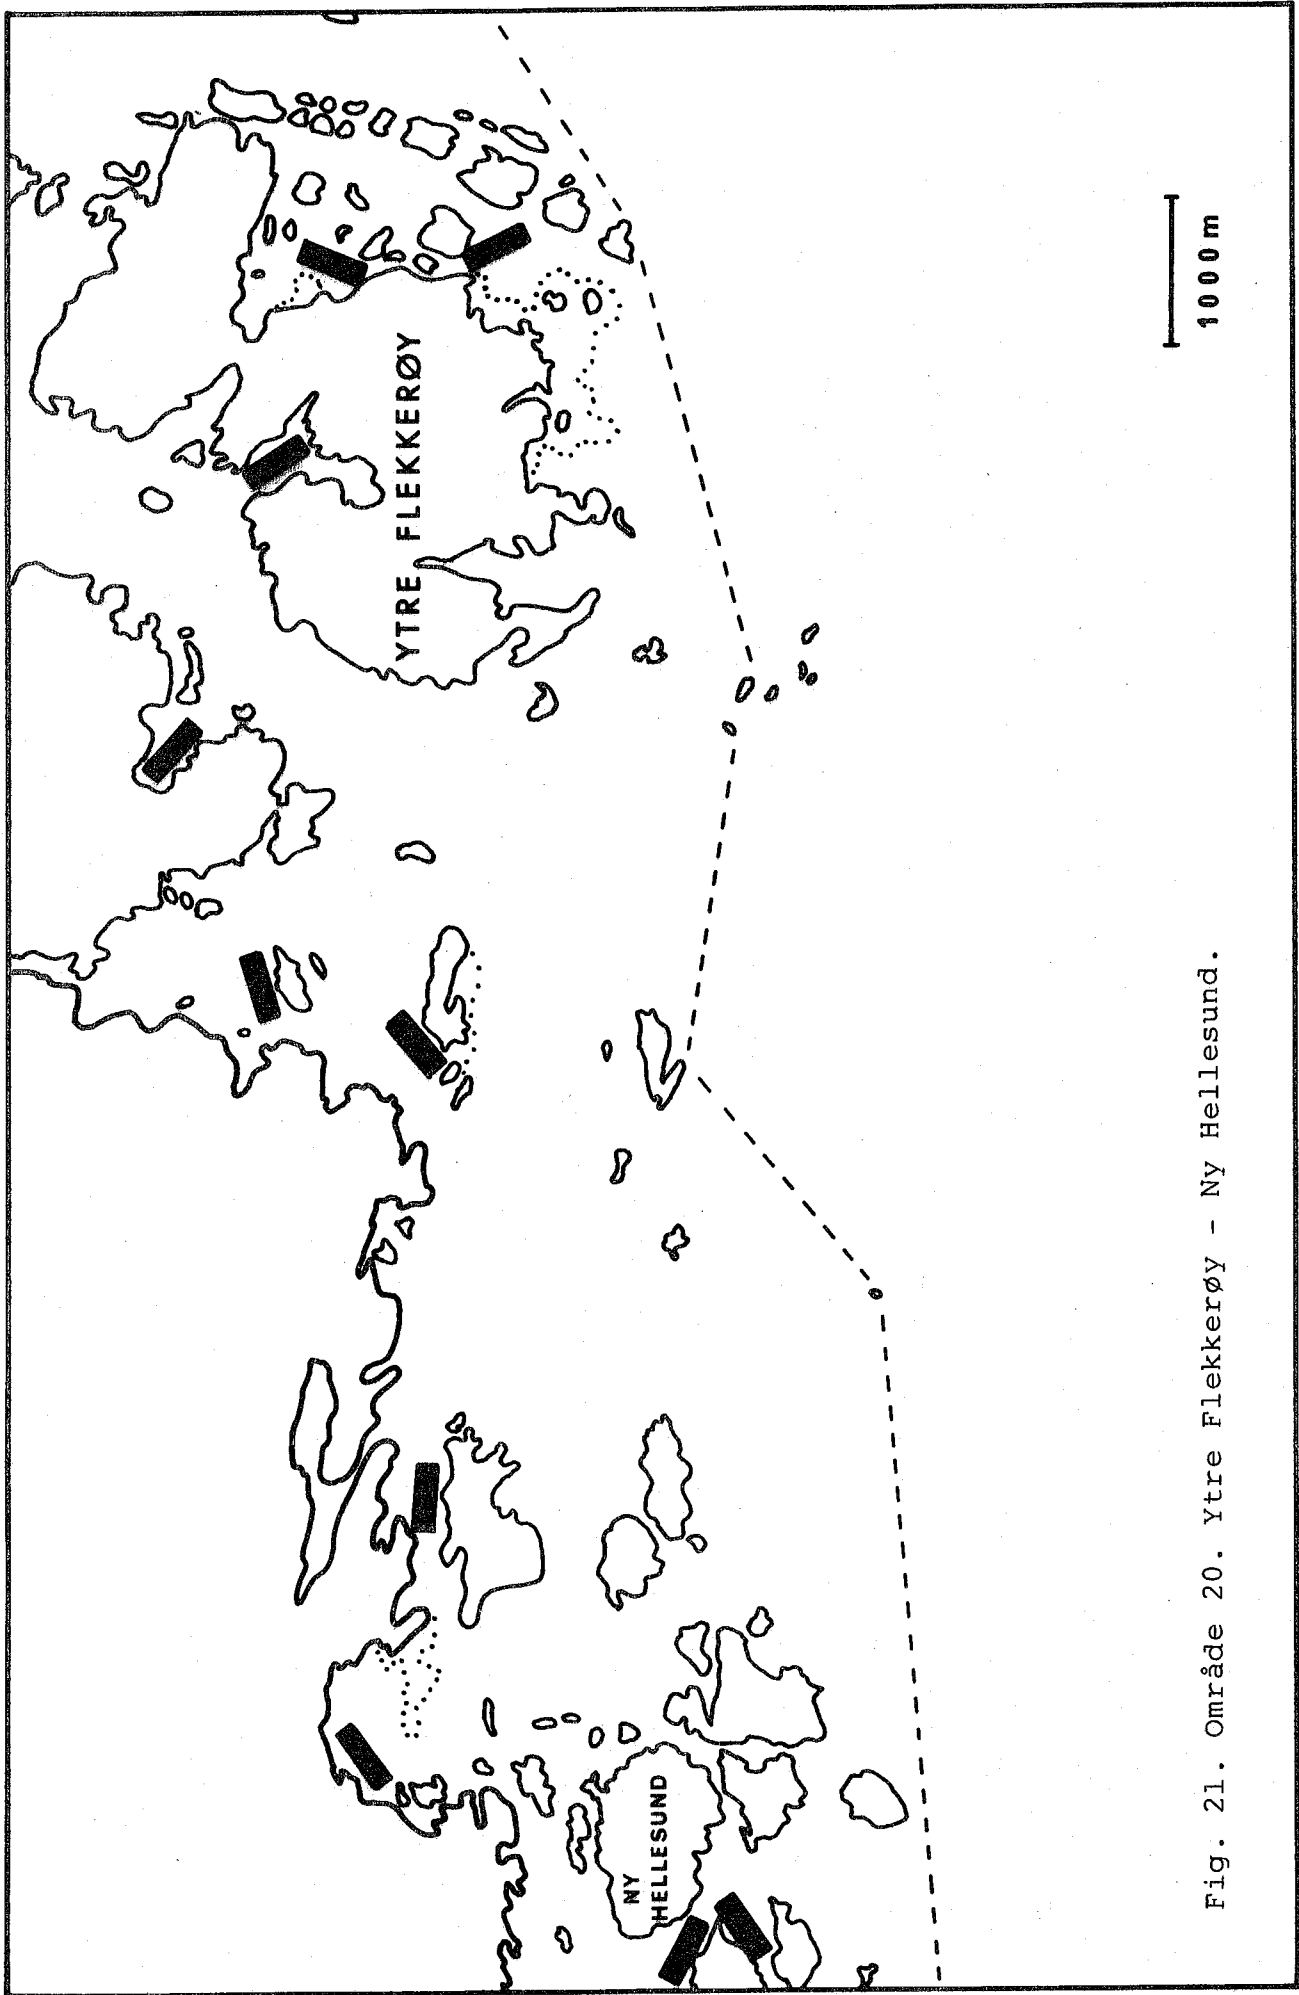 YTRE FLEKKERØY
NY
HELLESUND
1000m
Fig. 21. Område 20. Ytre Flekkerøy - Ny Hellesund.